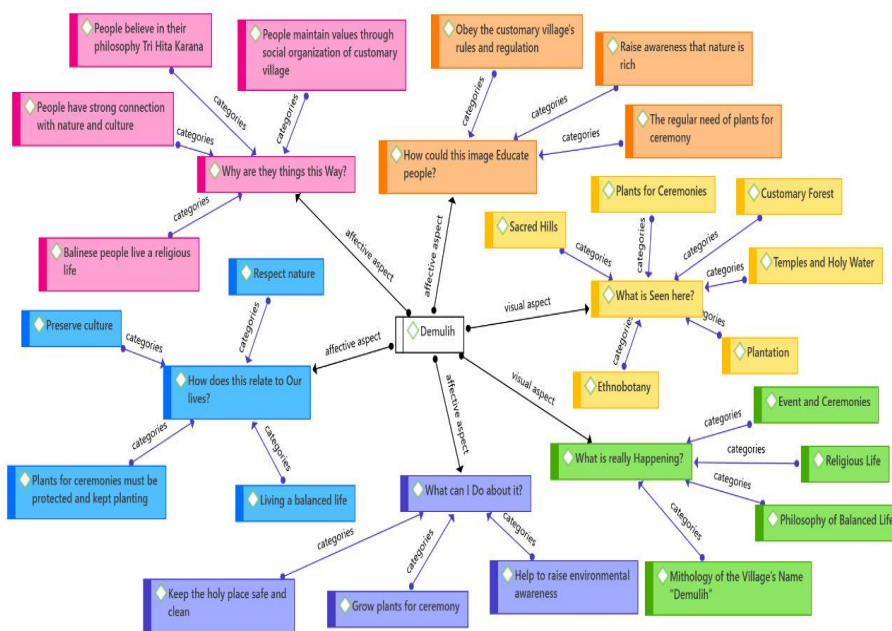 People believe in their
philosophy Tri Hita Karana
People maintain values through
social organization of customary
village
Obey the customary village's
rules and regulation
Raise awareness that nature is
rich
People have strong connection
with nature and culture
The regular need of plants for
ceremony
categories
categories
categories
categories
categories
categories
categories
Why are they things this Way?
How could this image Educate
people?
Balinese people live a religious
life
affective aspect
affective aspect
Plants for Ceremonies
Customary Forest
Sacred Hills
Temples and Holy Water
What is Seen here?
Plantation
Ethnobotany
categories
categories
categories
categories
categories
categories
Respect nature
Preserve culture
categories
categories
How does this relate to Our
lives?
affective aspect
Demulih
visual aspect
visual aspect
affective aspect
Plants for ceremonies must be
protected and kept planting
Living a balanced life
categories
categories
Event and Ceremonies
What is really Happening?
Religious Life
Philosophy of Balanced Life
Mithology of the Village's Name
"Demulih"
categories
categories
categories
categories
What can I Do about it?
categories
categories
categories
Keep the holy place safe and
clean
Grow plants for ceremony
Help to raise environmental
awareness